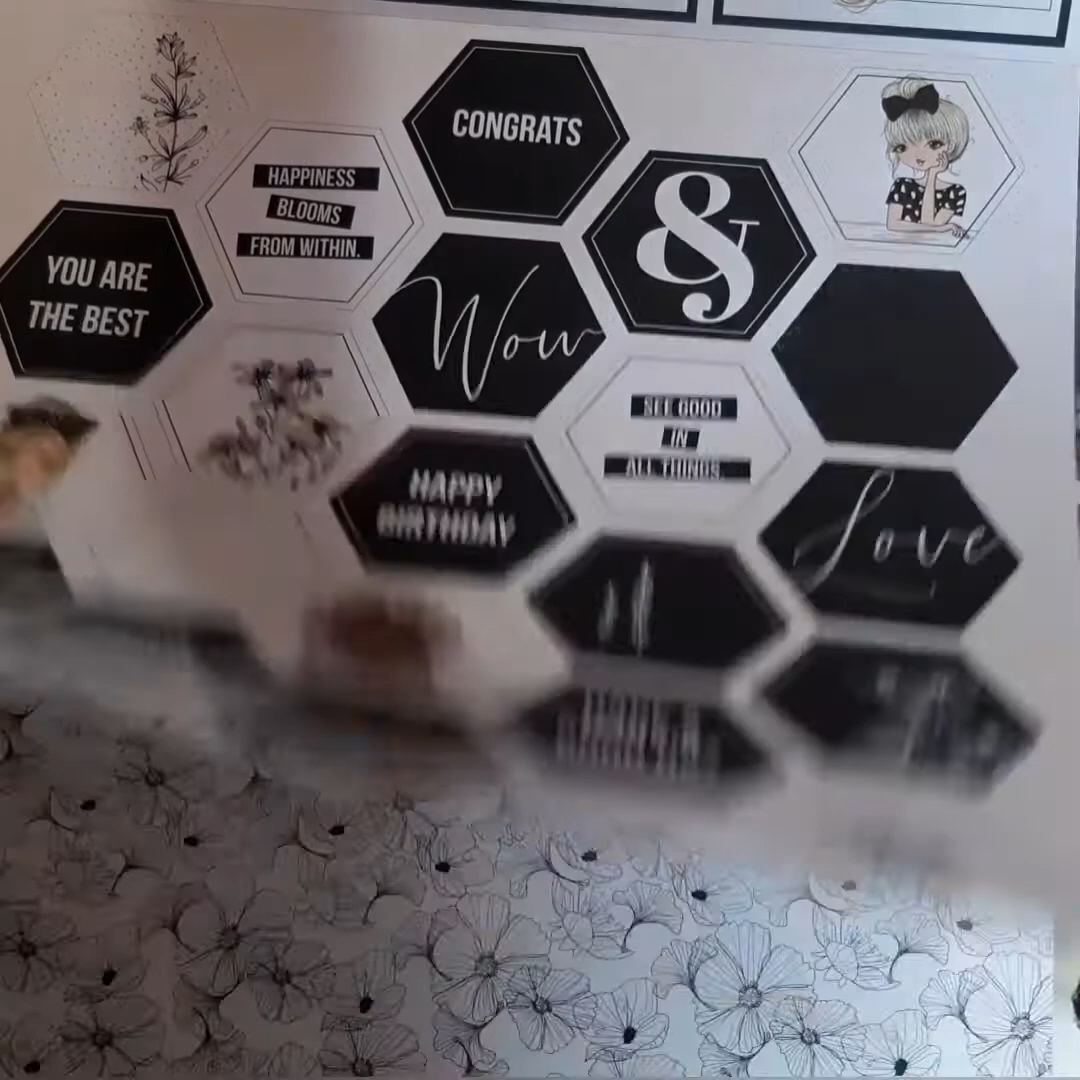 CONGRATS
HAPPINESS
BLOOMS
FROM WITHIN.
&
YOU ARE
THE BEST
Wow
SEE GOOD
IN
ALL THINGS
HAPPY
BIRTHDAY
Love